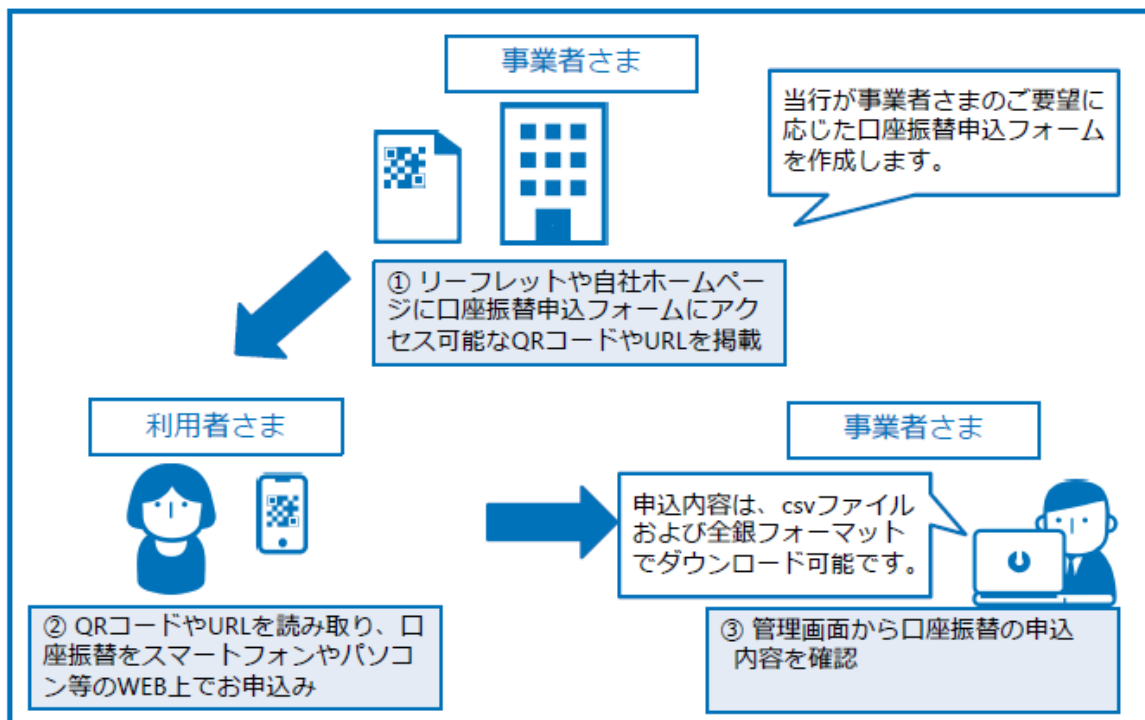 事業者さま
当行が事業者さまのご要望に
応じた口座振替申込フォーム
を作成します。
① リーフレットや自社ホームペー
ジに口座振替申込フォームにアク
セス可能なQRコードやURLを掲載
利用者さま
② QRコードやURLを読み取り、口
座振替をスマートフォンやパソコ
ン等のWEB上でお申込み
事業者さま
申込内容は、csvファイル
および全銀フォーマット
でダウンロード可能です。
③ 管理画面から口座振替の申込
内容を確認